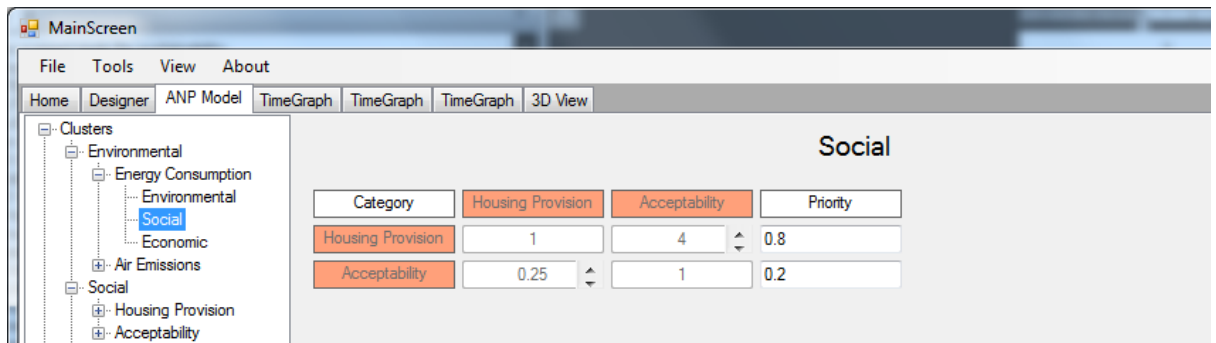 MainScreen
File Tools View About
Home Designer ANP Model TimeGraph TimeGraph TimeGraph 3D View
Clusters
Environmental
Energy Consumption
Environmental
Social
Economic
Air Emissions
Social
Housing Provision
Acceptability
Social
Category Housing Provision Acceptability Priority
Housing Provision 1 4 0.8
Acceptability 0.25 1 0.2